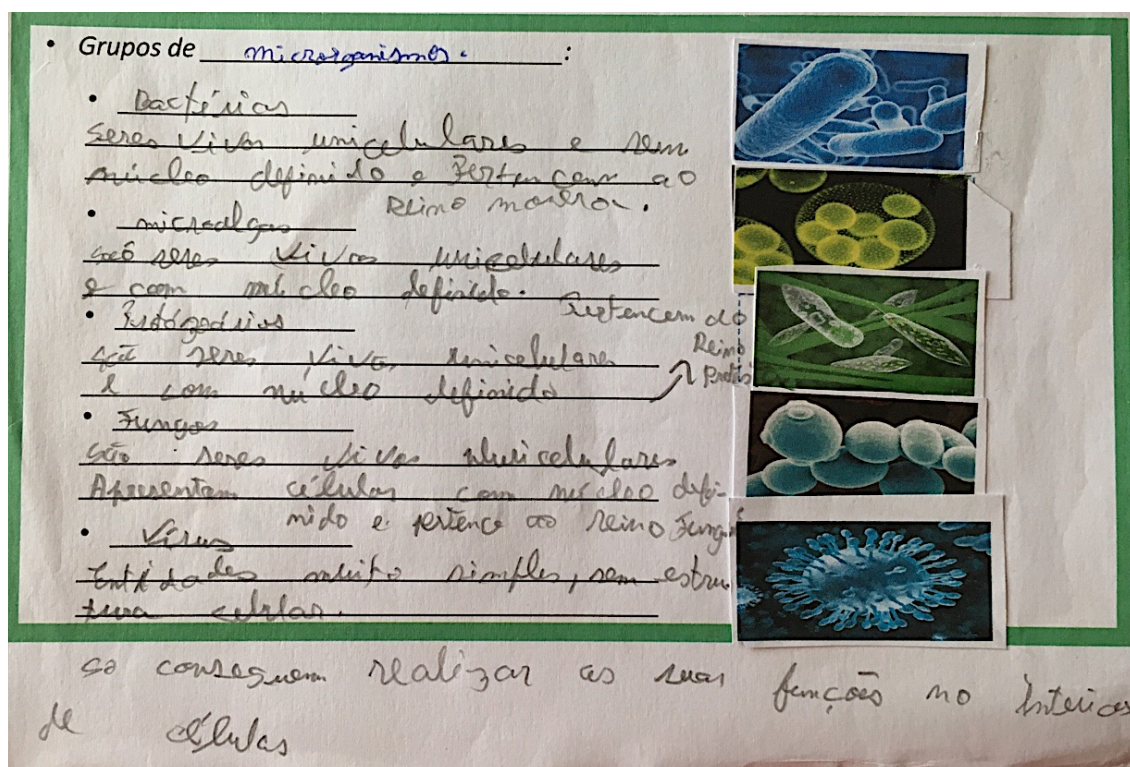 • Grupos de microrganismos. :
• Bactérias
Seres vivos unicelulares e sem
núcleo definido e Pertencem ao
Reino monera.
• microalgas
são seres vivos unicelulares
e com núcleo definido.
Pertencem ao
Reino
Protis
• Protozoários
são seres vivos unicelulares
e com núcleo definido
• Fungos
são seres vivos pluricelulares
Apresentam células com núcleo defi-
nido e pertence ao reino Fungi
• Vírus
Entidades muito simples, sem estru
tura celular.
só conseguem realizar as suas funções no interior
de células